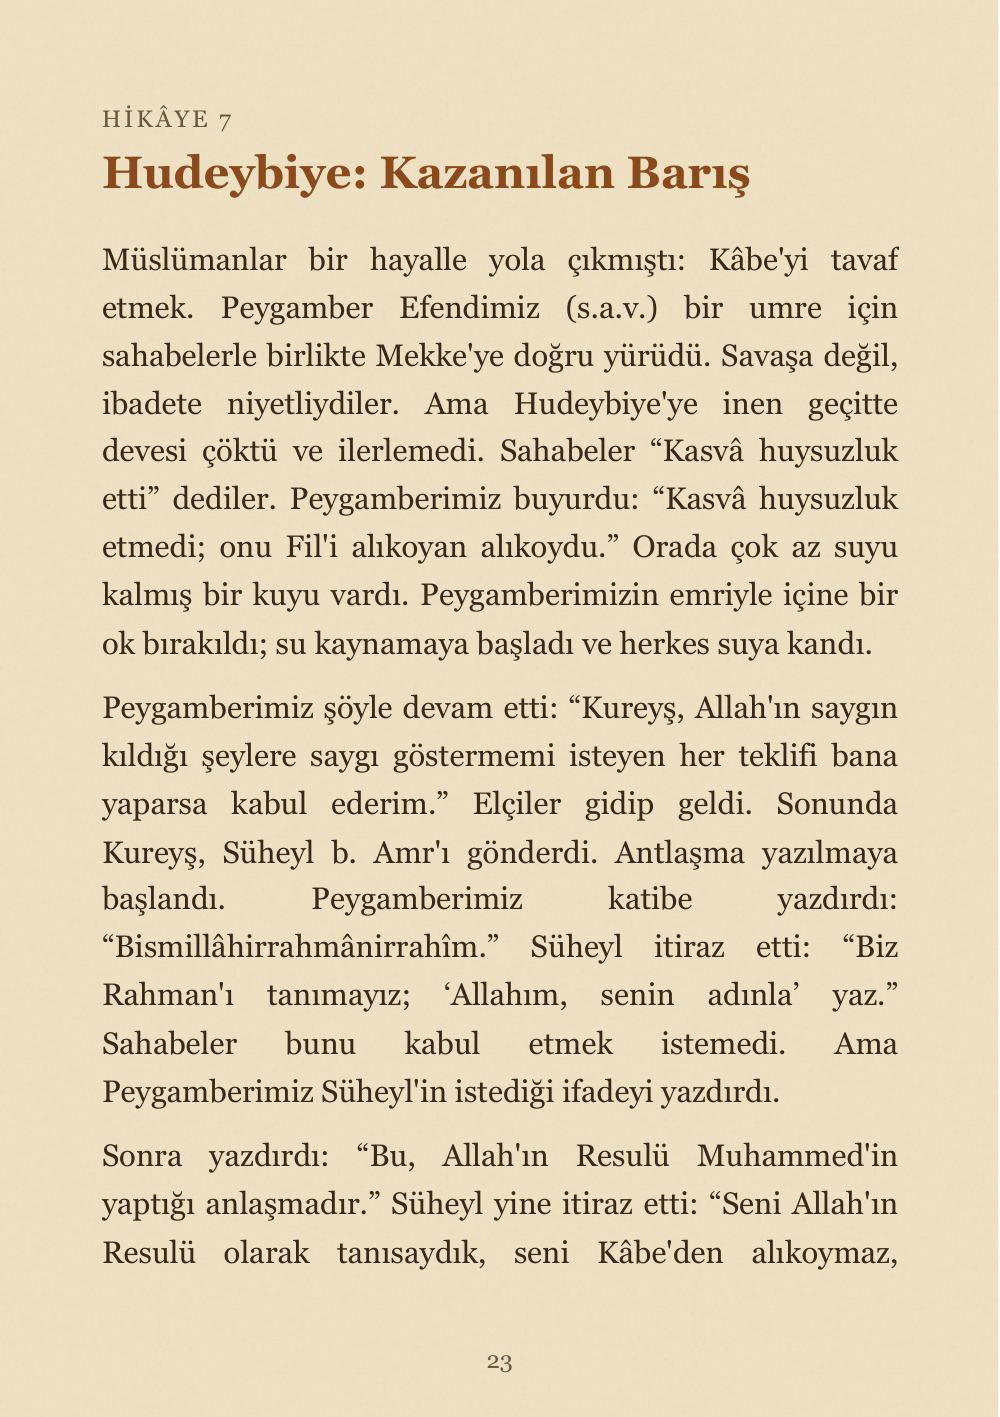 HİKÂYE 7
Hudeybiye: Kazanılan Barış
Müslümanlar bir hayalle yola çıkmıştı: Kâbe'yi tavaf
etmek. Peygamber Efendimiz (s.a.v.) bir umre için
sahabelerle birlikte Mekke'ye doğru yürüdü. Savaşa değil,
ibadete niyetliydiler. Ama Hudeybiye'ye inen geçitte
devesi çöktü ve ilerlemedi. Sahabeler “Kasvâ huysuzluk
etti” dediler. Peygamberimiz buyurdu: “Kasvâ huysuzluk
etmedi; onu Fil'i alıkoyan alıkoydu.” Orada çok az suyu
kalmış bir kuyu vardı. Peygamberimizin emriyle içine bir
ok bırakıldı; su kaynamaya başladı ve herkes suya kandı.
Peygamberimiz şöyle devam etti: “Kureyş, Allah'ın saygın
kıldığı şeylere saygı göstermemi isteyen her teklifi bana
yaparsa kabul ederim.” Elçiler gidip geldi. Sonunda
Kureyş, Süheyl b. Amr'ı gönderdi. Antlaşma yazılmaya
başlandı. Peygamberimiz katibe yazdırdı:
“Bismillâhirrahmânirrahîm.” Süheyl itiraz etti: “Biz
Rahman'ı tanımayız; ‘Allahım, senin adınla’ yaz.”
Sahabeler bunu kabul etmek istemedi. Ama
Peygamberimiz Süheyl'in istediği ifadeyi yazdırdı.
Sonra yazdırdı: “Bu, Allah'ın Resulü Muhammed'in
yaptığı anlaşmadır.” Süheyl yine itiraz etti: “Seni Allah'ın
Resulü olarak tanısaydık, seni Kâbe'den alıkoymaz,
23